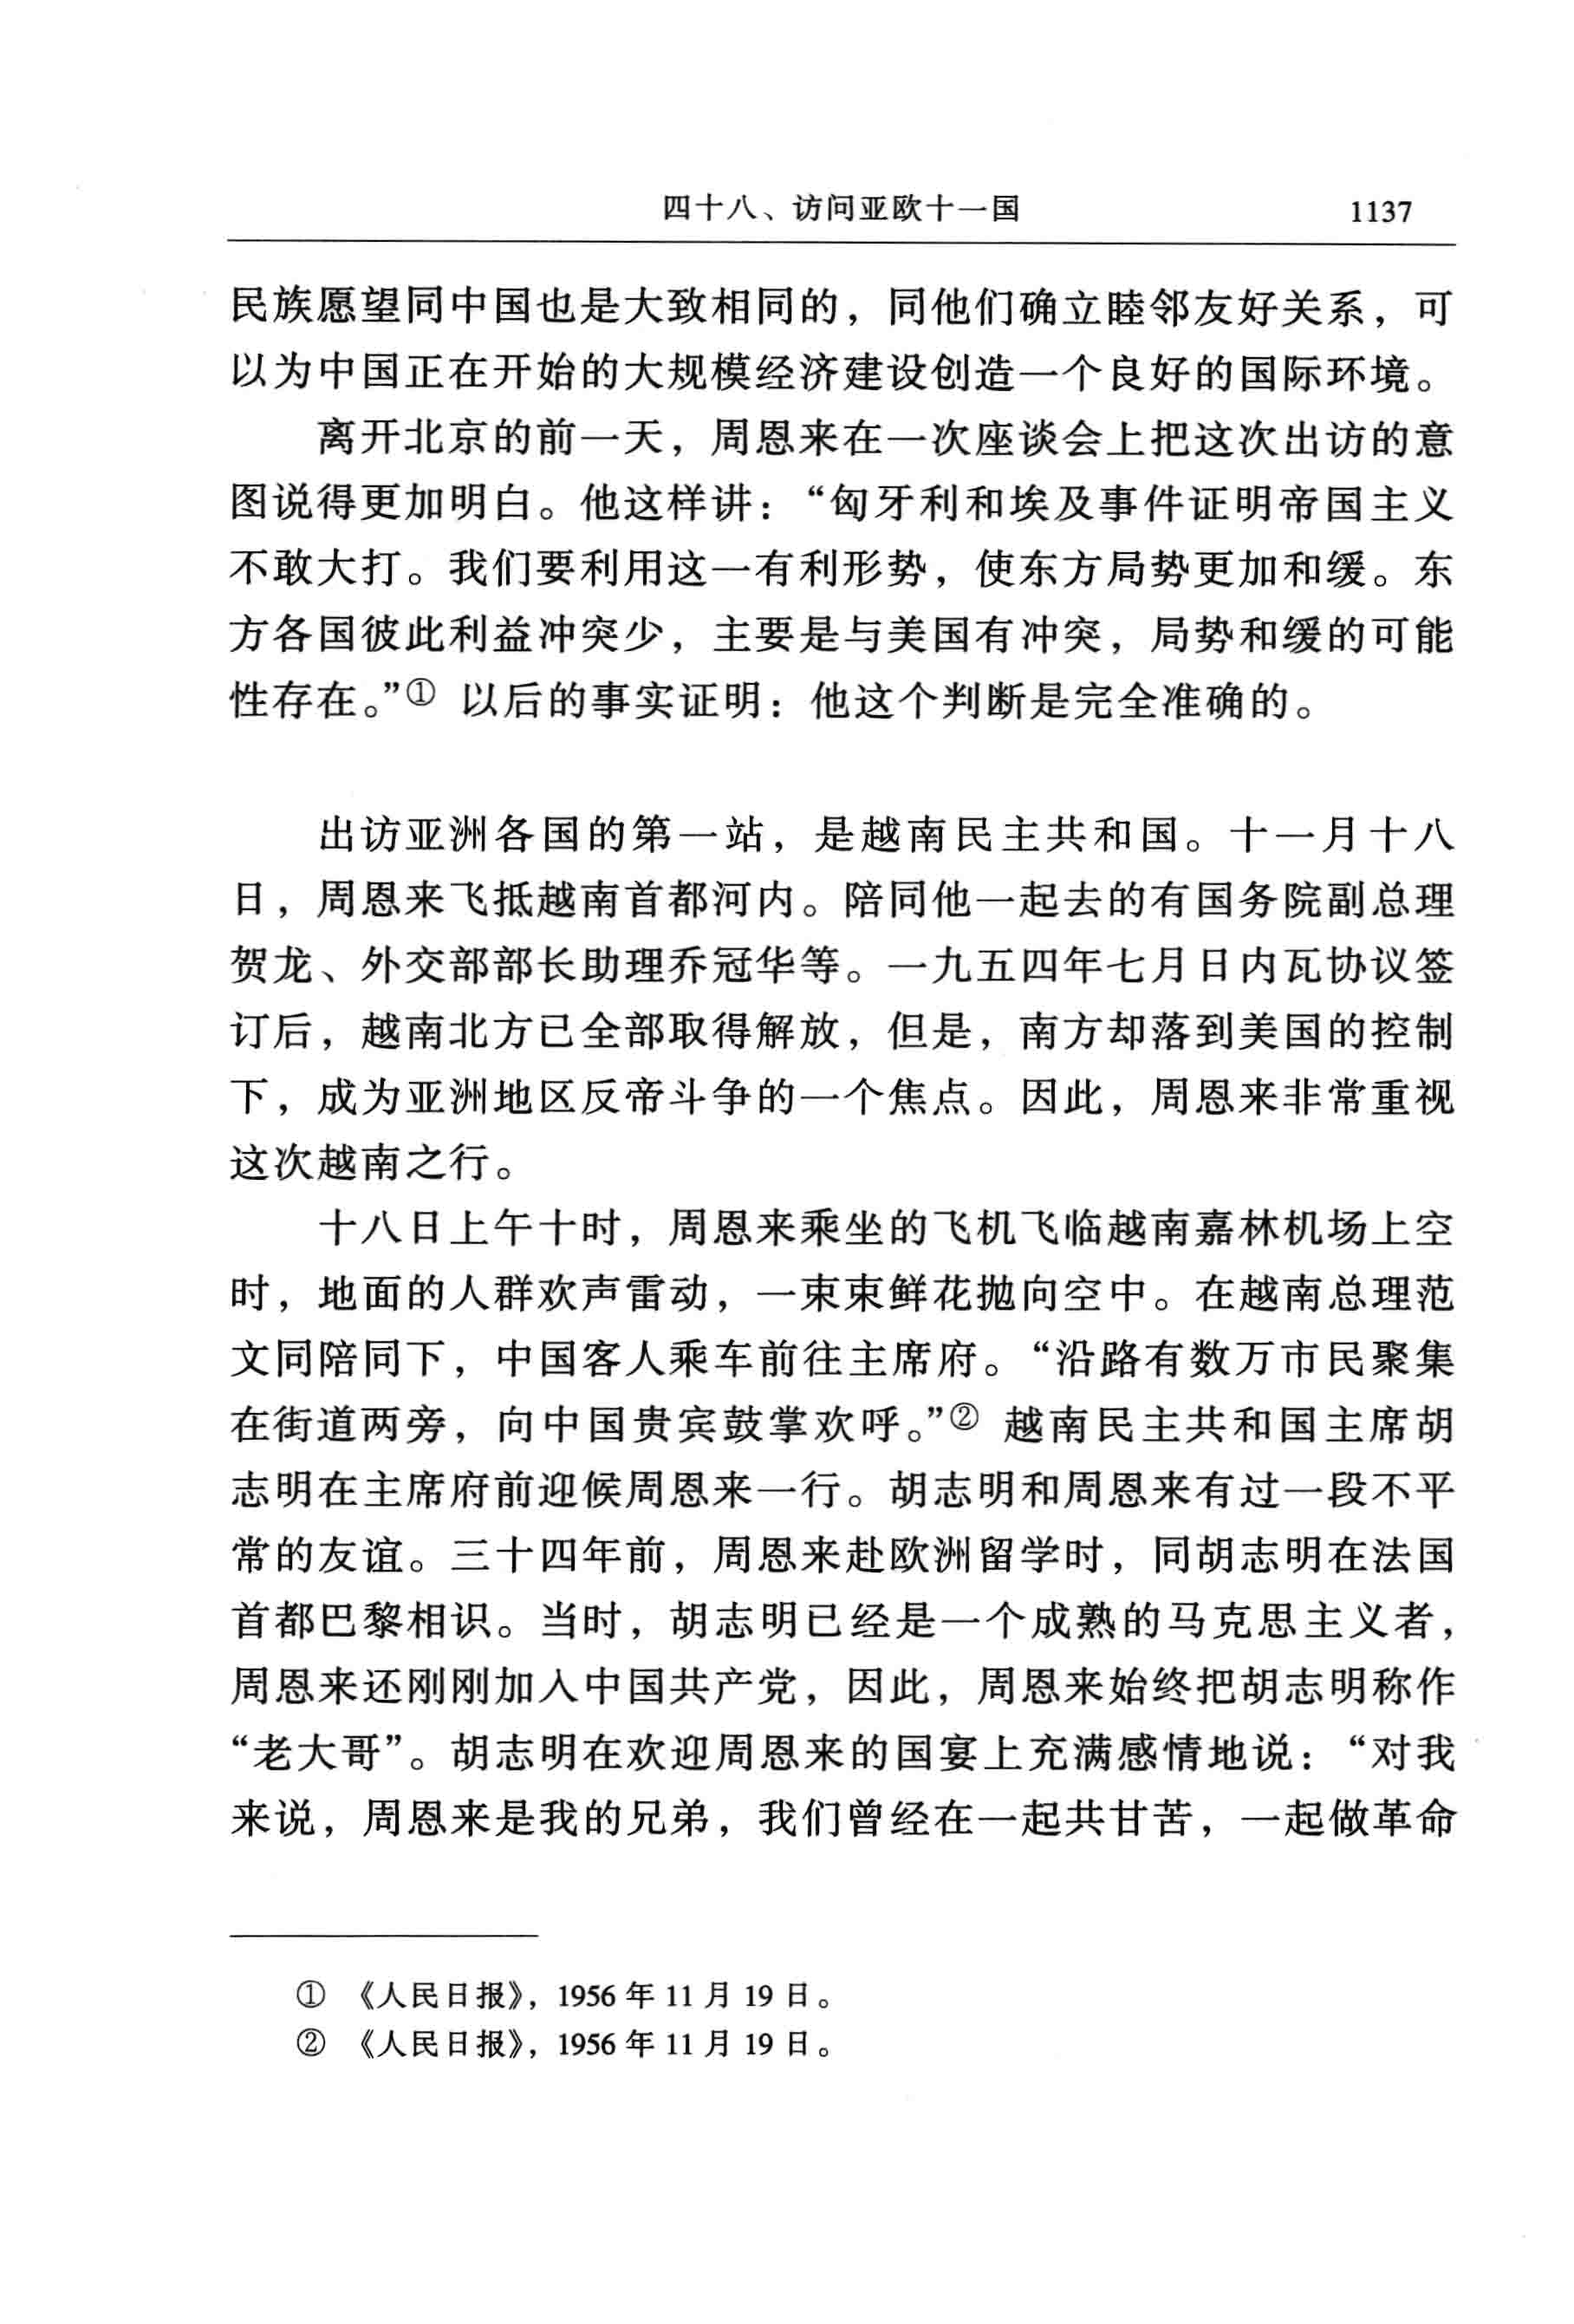 四十八、访问亚欧十一国 1137
民族愿望同中国也是大致相同的，同他们确立睦邻友好关系，可
以为中国正在开始的大规模经济建设创造一个良好的国际环境。
离开北京的前一天，周恩来在一次座谈会上把这次出访的意
图说得更加明白。他这样讲：“匈牙利和埃及事件证明帝国主义
不敢大打。我们要利用这一有利形势，使东方局势更加和缓。东
方各国彼此利益冲突少，主要是与美国有冲突，局势和缓的可能
性存在。”① 以后的事实证明：他这个判断是完全准确的。
出访亚洲各国的第一站，是越南民主共和国。十一月十八
日，周恩来飞抵越南首都河内。陪同他一起去的有国务院副总理
贺龙、外交部部长助理乔冠华等。一九五四年七月日内瓦协议签
订后，越南北方已全部取得解放，但是，南方却落到美国的控制
下，成为亚洲地区反帝斗争的一个焦点。因此，周恩来非常重视
这次越南之行。
十八日上午十时，周恩来乘坐的飞机飞临越南嘉林机场上空
时，地面的人群欢声雷动，一束束鲜花抛向空中。在越南总理范
文同陪同下，中国客人乘车前往主席府。“沿路有数万市民聚集
在街道两旁，向中国贵宾鼓掌欢呼。”② 越南民主共和国主席胡
志明在主席府前迎候周恩来一行。胡志明和周恩来有过一段不平
常的友谊。三十四年前，周恩来赴欧洲留学时，同胡志明在法国
首都巴黎相识。当时，胡志明已经是一个成熟的马克思主义者，
周恩来还刚刚加入中国共产党，因此，周恩来始终把胡志明称作
“老大哥”。胡志明在欢迎周恩来的国宴上充满感情地说：“对我
来说，周恩来是我的兄弟，我们曾经在一起共甘苦，一起做革命
① 《人民日报》，1956 年 11 月 19 日。
② 《人民日报》，1956 年 11 月 19 日。